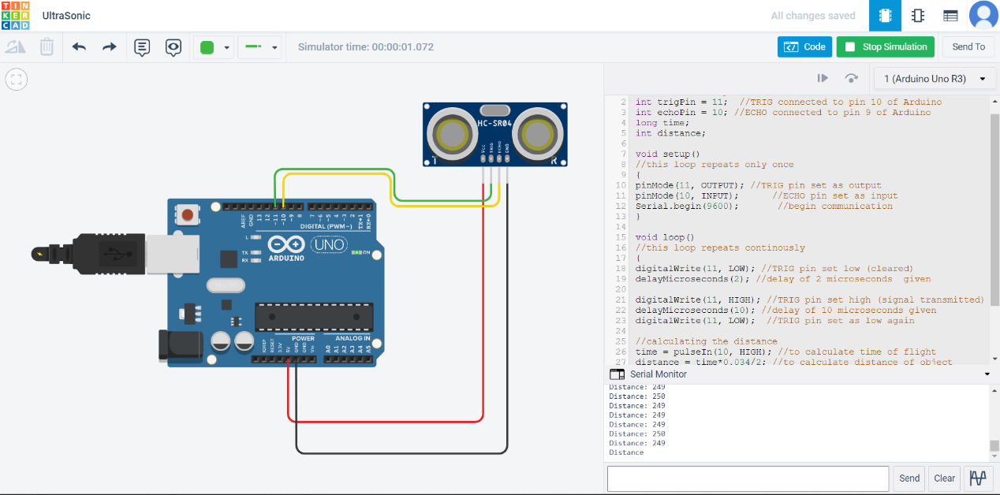 TIN
KER
CAD
UltraSonic
All changes saved
Simulator time: 00:00:01.072
Code
Stop Simulation
Send To
1 (Arduino Uno R3)
HC-SR04
Vcc
TRIG
ECHO
GND
T
R
AREF
GND
13
12
~11
~10
~9
8
7
~6
~5
4
~3
2
TX→1
RX←0
DIGITAL (PWM~)
L
TX
RX
UNO
ARDUINO
ON
POWER
ANALOG IN
IOREF
RESET
3.3V
5V
GND
GND
Vin
A0
A1
A2
A3
A4
A5
2 int trigPin = 11;  //TRIG connected to pin 10 of Arduino
3 int echoPin = 10; //ECHO connected to pin 9 of Arduino
4 long time;
5 int distance;
6
7 void setup()
8 //this loop repeats only once
9 {
10 pinMode(11, OUTPUT); //TRIG pin set as output
11 pinMode(10, INPUT);      //ECHO pin set as input
12 Serial.begin(9600);       //begin communication
13 }
14
15 void loop()
16 //this loop repeats continously
17 {
18 digitalWrite(11, LOW); //TRIG pin set low (cleared)
19 delayMicroseconds(2); //delay of 2 microseconds  given
20
21 digitalWrite(11, HIGH); //TRIG pin set high (signal transmitted)
22 delayMicroseconds(10); //delay of 10 microseconds given
23 digitalWrite(11, LOW);  //TRIG pin set as low again
24
25 //calculating the distance
26 time = pulseIn(10, HIGH); //to calculate time of flight
27 distance = time*0.034/2; //to calculate distance of object
Serial Monitor
Distance: 249
Distance: 250
Distance: 249
Distance: 249
Distance: 249
Distance: 250
Distance: 249
Distance
Send
Clear